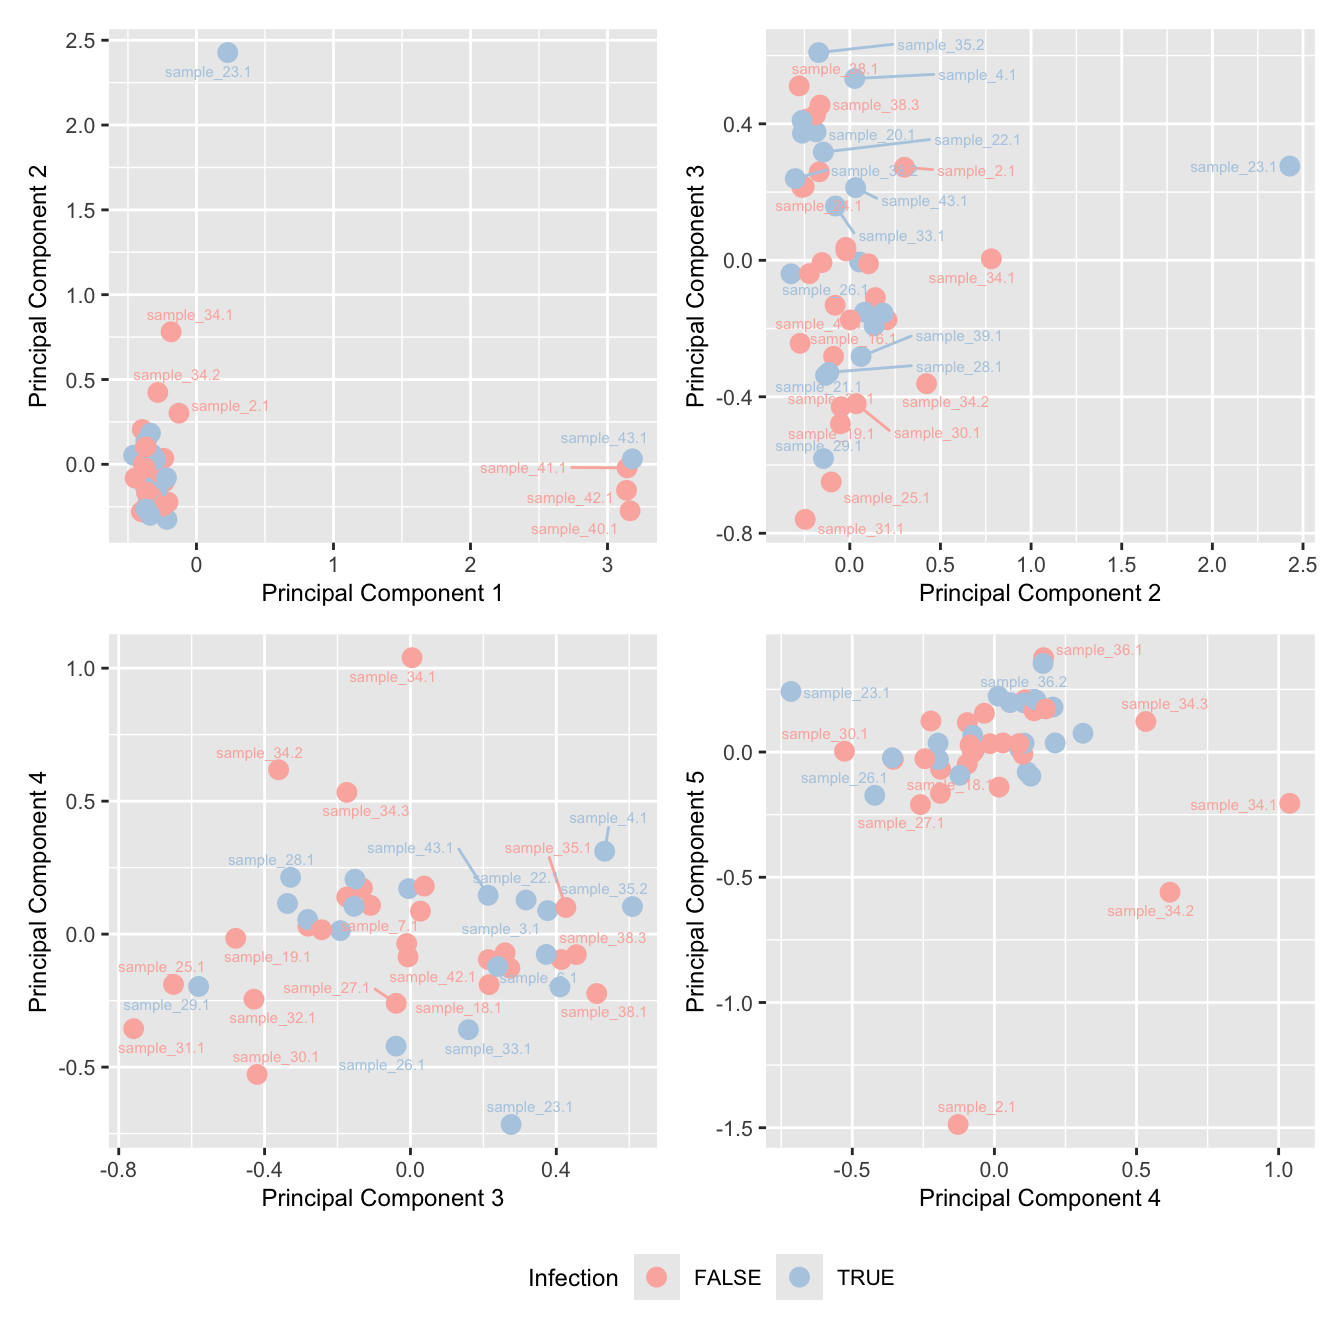 2.5
2.0
1.5
1.0
0.5
0.0
Principal Component 2
sample_23.1
sample_34.1
sample_34.2
sample_2.1
sample_43.1
sample_41.1
sample_42.1
sample_40.1
0
1
2
3
Principal Component 1
0.4
0.0
-0.4
-0.8
Principal Component 3
sample_35.2
sample_38.1
sample_4.1
sample_38.3
sample_20.1
sample_22.1
sample_23.1
sample_2.1
sample_43.1
sample_33.1
sample_34.1
sample_26.1
sample_16.1
sample_39.1
sample_28.1
sample_21.1
sample_34.2
sample_19.1
sample_30.1
sample_29.1
sample_25.1
sample_31.1
0.0
0.5
1.0
1.5
2.0
2.5
Principal Component 2
1.0
0.5
0.0
-0.5
Principal Component 4
sample_34.1
sample_34.2
sample_34.3
sample_4.1
sample_43.1
sample_35.1
sample_28.1
sample_22.1
sample_35.2
sample_7.1
sample_3.1
sample_38.3
sample_19.1
sample_25.1
sample_42.1
sample_27.1
sample_29.1
sample_18.1
sample_38.1
sample_32.1
sample_31.1
sample_30.1
sample_33.1
sample_26.1
sample_23.1
-0.8
-0.4
0.0
0.4
Principal Component 3
0.0
-0.5
-1.0
-1.5
Principal Component 5
sample_36.1
sample_36.2
sample_23.1
sample_34.3
sample_30.1
sample_26.1
sample_18.1
sample_34.1
sample_27.1
sample_34.2
sample_2.1
-0.5
0.0
0.5
1.0
Principal Component 4
Infection
FALSE
TRUE